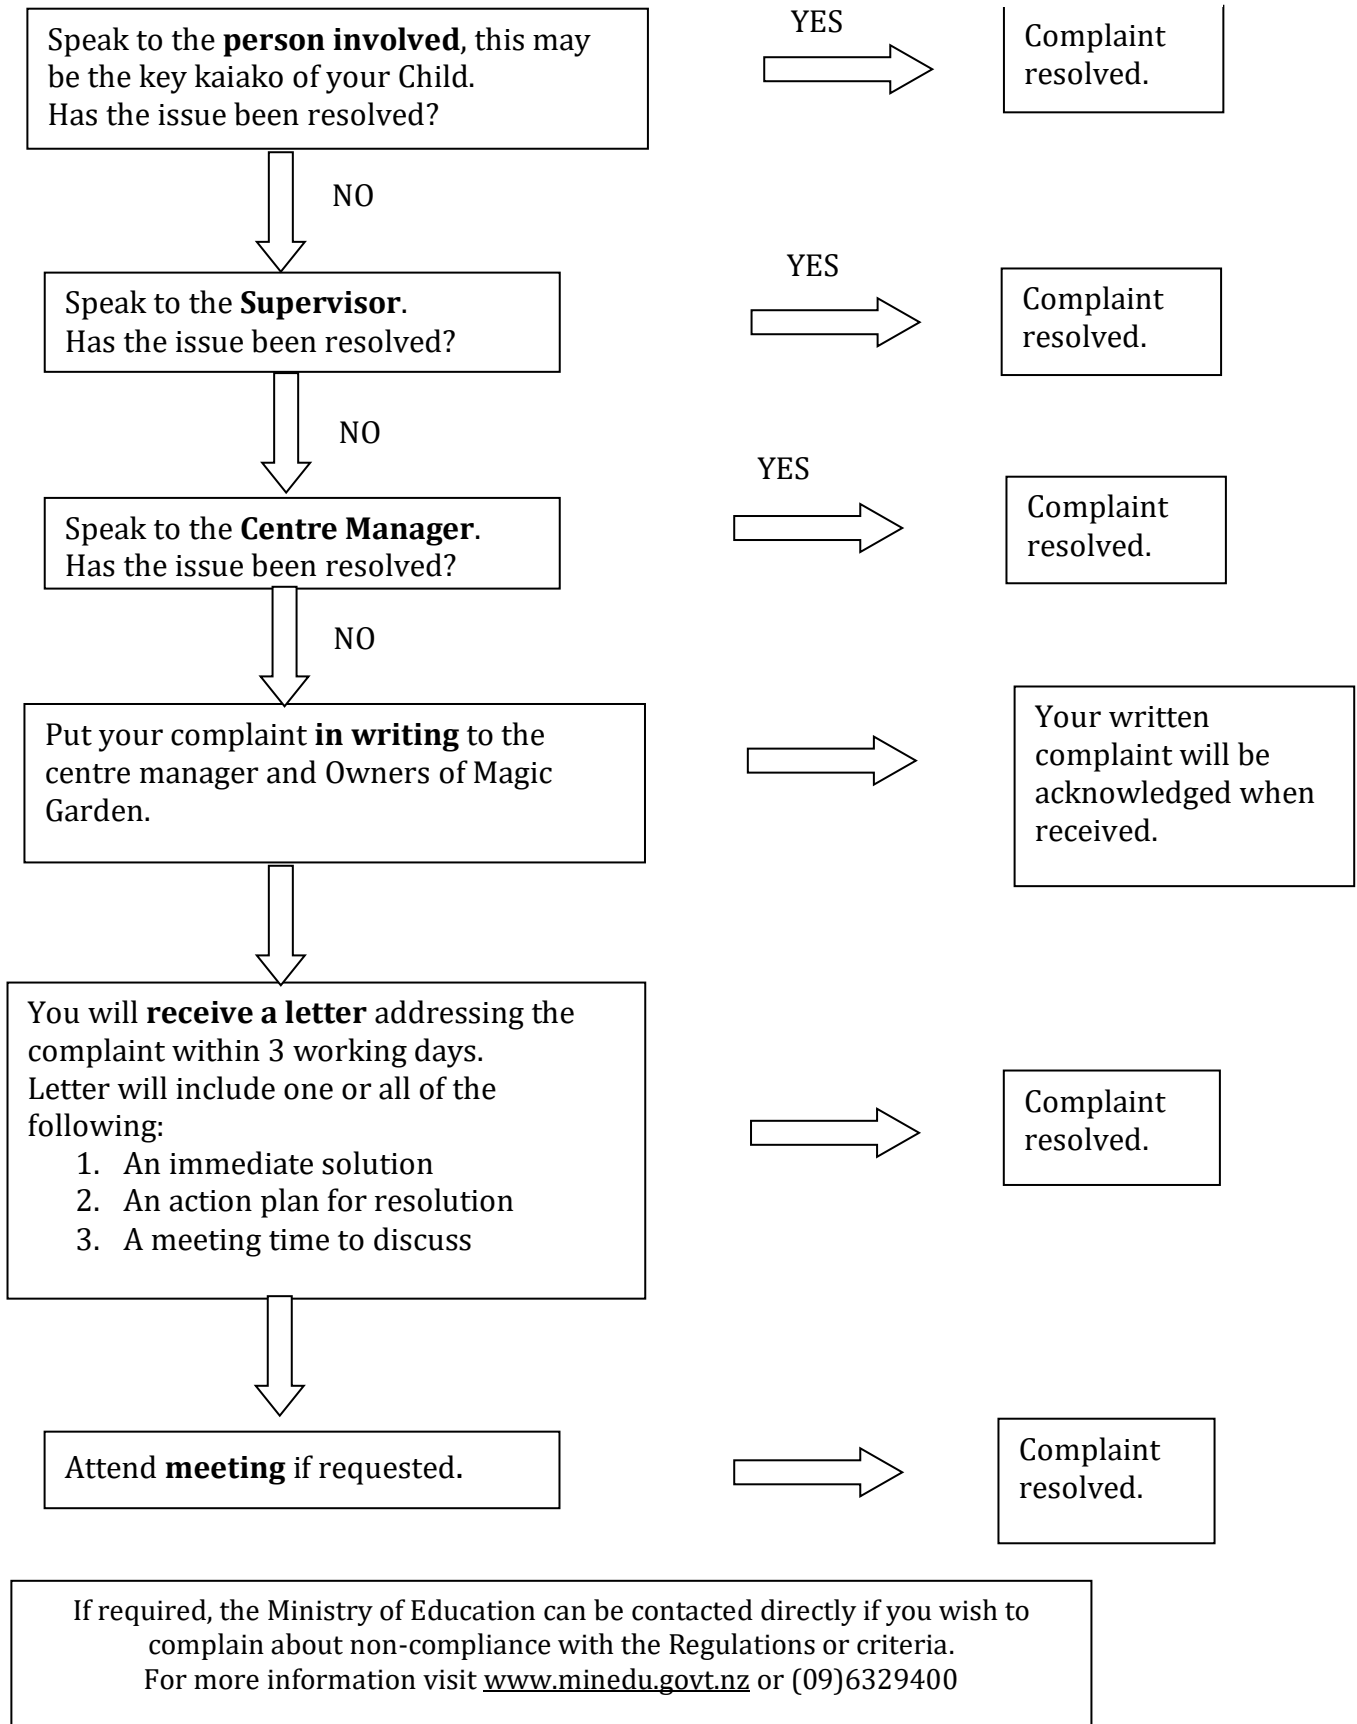 Speak to the person involved, this may
be the key kaiako of your Child.
Has the issue been resolved?
YES
Complaint
resolved.
NO
Speak to the Supervisor.
Has the issue been resolved?
YES
Complaint
resolved.
NO
Speak to the Centre Manager.
Has the issue been resolved?
YES
Complaint
resolved.
NO
Put your complaint in writing to the
centre manager and Owners of Magic
Garden.
Your written
complaint will be
acknowledged when
received.
You will receive a letter addressing the
complaint within 3 working days.
Letter will include one or all of the
following:
1. An immediate solution
2. An action plan for resolution
3. A meeting time to discuss
Complaint
resolved.
Attend meeting if requested.
Complaint
resolved.
If required, the Ministry of Education can be contacted directly if you wish to
complain about non-compliance with the Regulations or criteria.
For more information visit www.minedu.govt.nz or (09)6329400